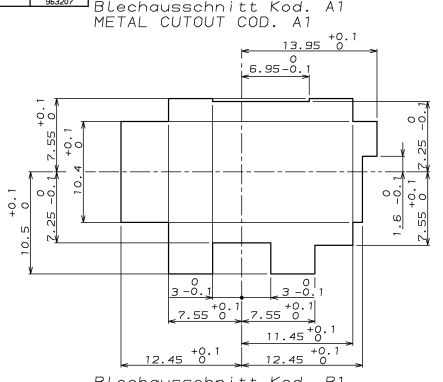 963207
Blechausschnitt Kod. A1
METAL CUTOUT COD. A1
13.95 +0.1 0
6.95 0 -0.1
7.55 +0.1 0
10.4 +0.1 0
7.25 0 -0.1
10.5 +0.1 0
7.25 0 -0.1
1.6 0 -0.1
7.55 +0.1 0
3 0 -0.1
3 0 -0.1
7.55 +0.1 0
7.55 +0.1 0
11.45 +0.1 0
12.45 +0.1 0
12.45 +0.1 0
Blechausschnitt Kod. B1